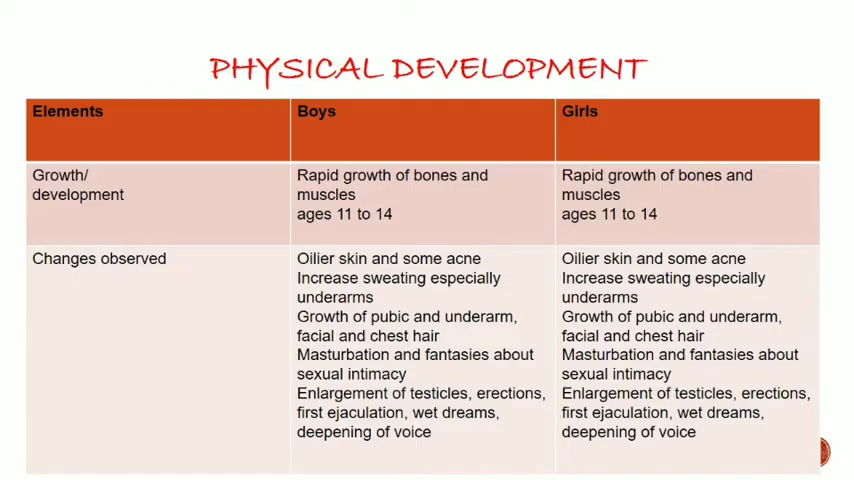 PHYSICAL DEVELOPMENT
Elements
Boys
Girls
Growth/
development
Rapid growth of bones and
muscles
ages 11 to 14
Rapid growth of bones and
muscles
ages 11 to 14
Changes observed
Oilier skin and some acne
Increase sweating especially
underarms
Growth of pubic and underarm,
facial and chest hair
Masturbation and fantasies about
sexual intimacy
Enlargement of testicles, erections,
first ejaculation, wet dreams,
deepening of voice
Oilier skin and some acne
Increase sweating especially
underarms
Growth of pubic and underarm,
facial and chest hair
Masturbation and fantasies about
sexual intimacy
Enlargement of testicles, erections,
first ejaculation, wet dreams,
deepening of voice